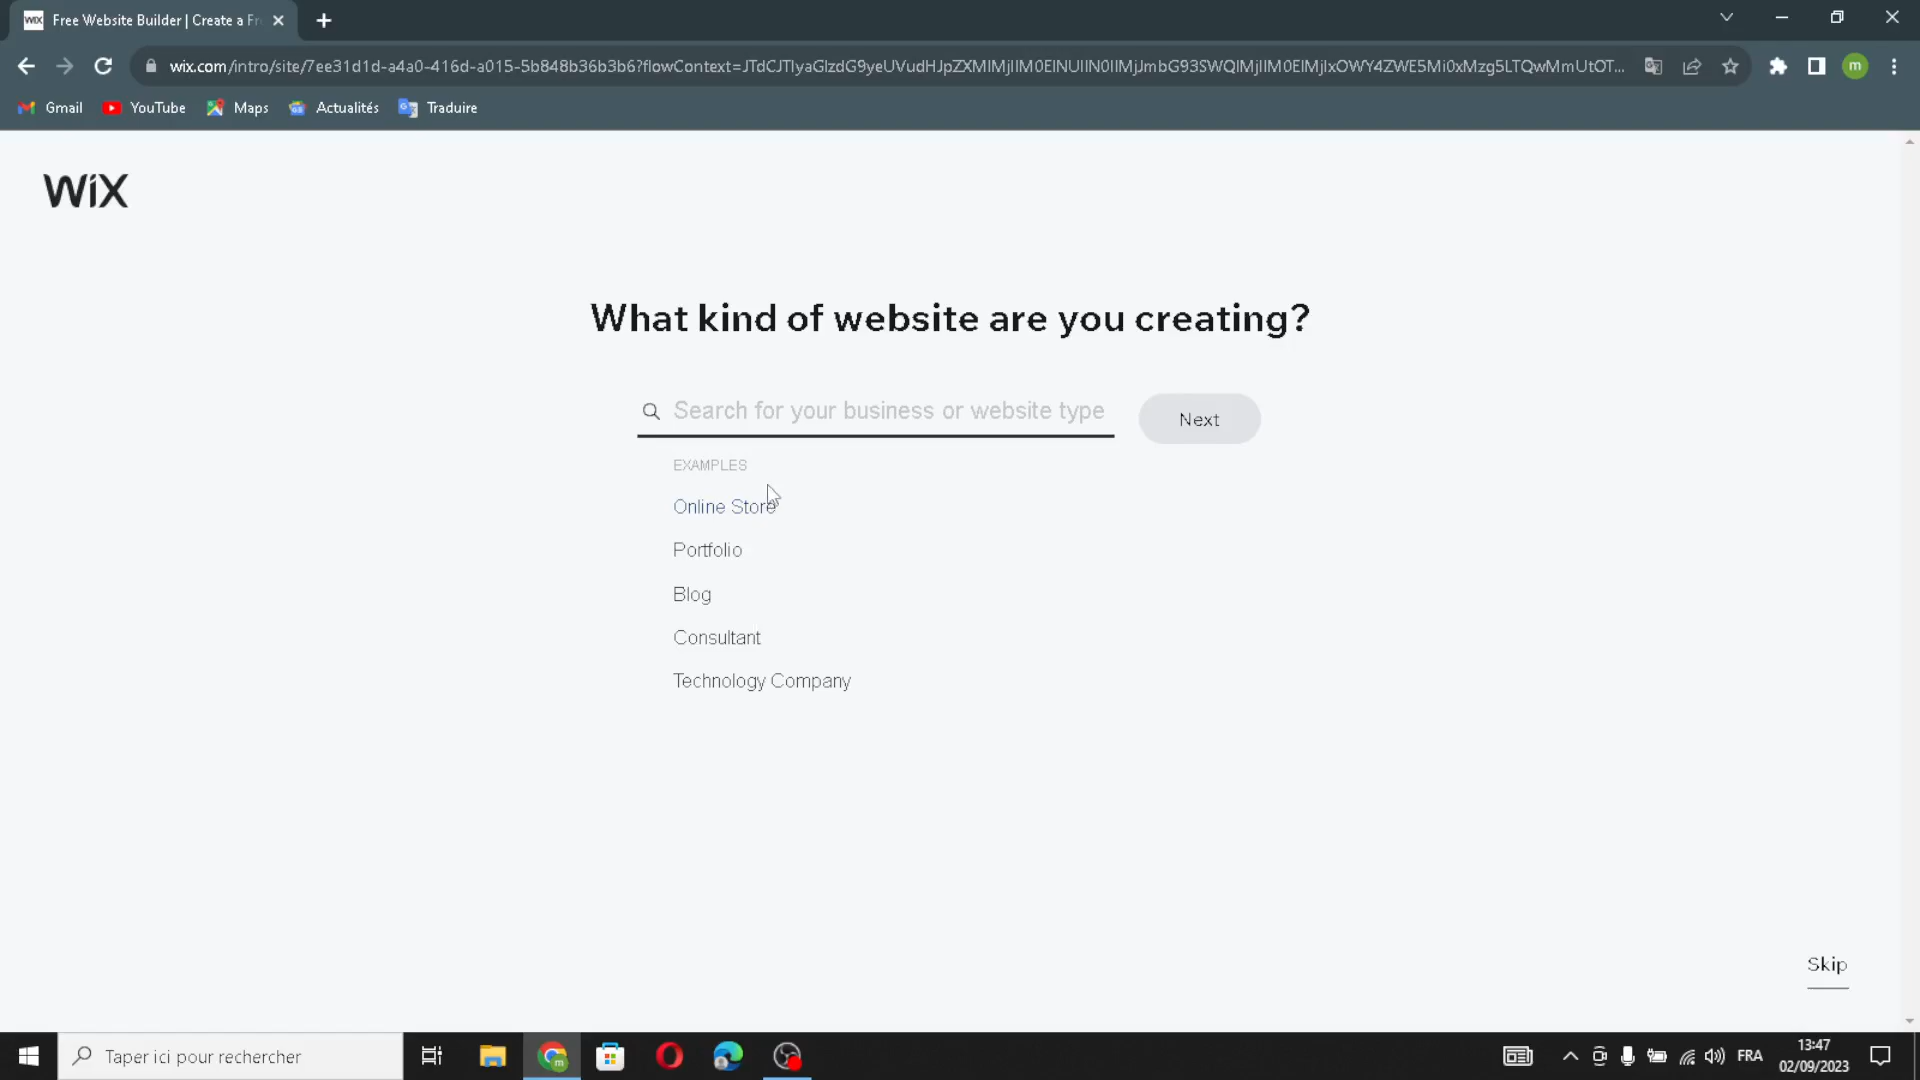 WIX Free Website Builder | Create a Fr
wix.com/intro/site/7ee31d1d-a4a0-416d-a015-5b848b36b3b6?flowContext=
Gmail YouTube Maps Actualités Traduire
WiX
What kind of website are you creating?
Search for your business or website type
Next
EXAMPLES
Online Store
Portfolio
Blog
Consultant
Technology Company
Skip
Taper ici pour rechercher
FRA
13:47
02/09/2023